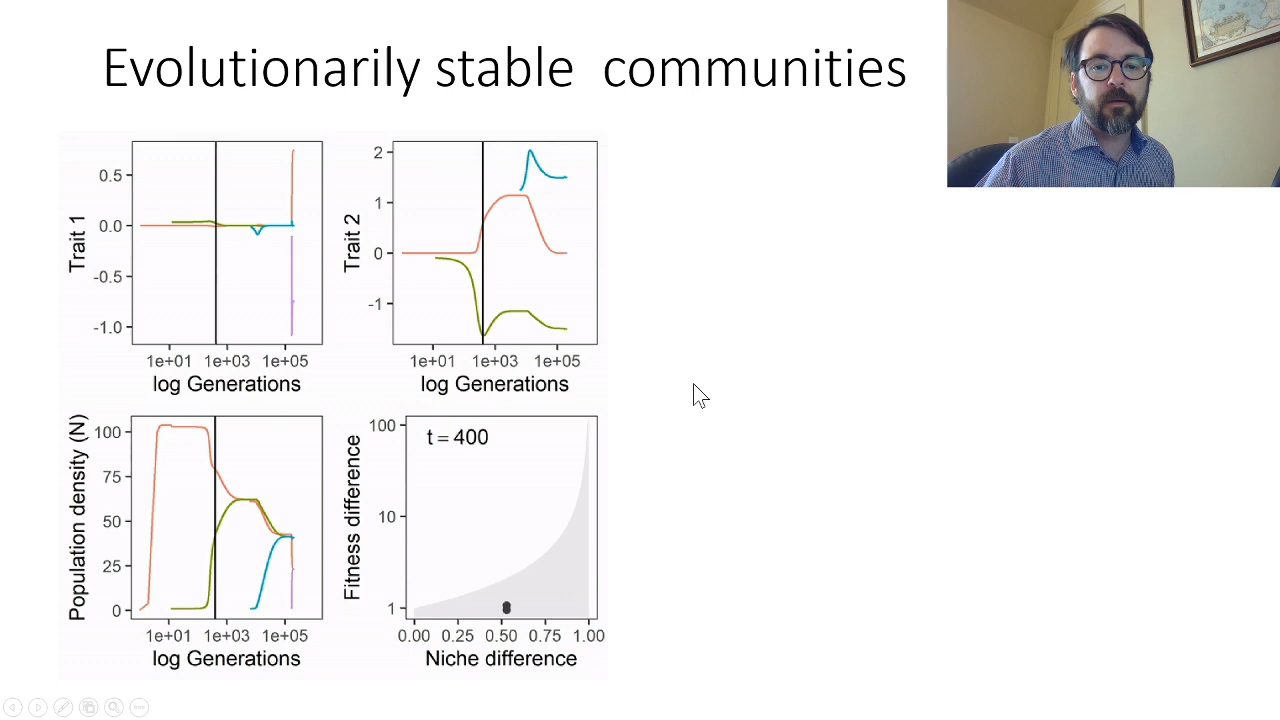 Evolutionarily stable communities
Trait 1
0.5
0.0
-0.5
-1.0
1e+01 1e+03 1e+05
log Generations
Trait 2
2
1
0
-1
1e+01 1e+03 1e+05
log Generations
Population density (N)
100
75
50
25
0
1e+01 1e+03 1e+05
log Generations
Fitness difference
100
10
1
t = 400
0.00 0.25 0.50 0.75 1.00
Niche difference